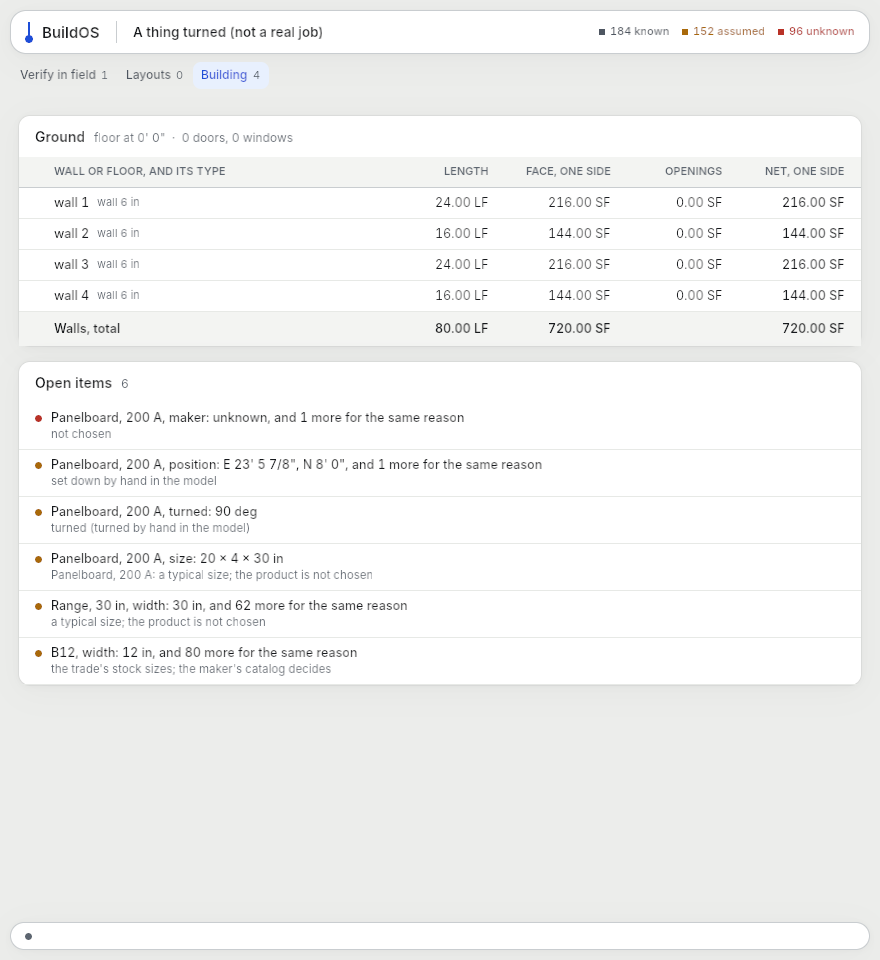 BuildOS
A thing turned (not a real job)
184 known 152 assumed 96 unknown
Verify in field 1 Layouts 0 Building 4
Ground floor at 0' 0" · 0 doors, 0 windows
WALL OR FLOOR, AND ITS TYPE LENGTH FACE, ONE SIDE OPENINGS NET, ONE SIDE
wall 1 wall 6 in 24.00 LF 216.00 SF 0.00 SF 216.00 SF
wall 2 wall 6 in 16.00 LF 144.00 SF 0.00 SF 144.00 SF
wall 3 wall 6 in 24.00 LF 216.00 SF 0.00 SF 216.00 SF
wall 4 wall 6 in 16.00 LF 144.00 SF 0.00 SF 144.00 SF
Walls, total 80.00 LF 720.00 SF 720.00 SF
Open items 6
Panelboard, 200 A, maker: unknown, and 1 more for the same reason
not chosen
Panelboard, 200 A, position: E 23' 5 7/8", N 8' 0", and 1 more for the same reason
set down by hand in the model
Panelboard, 200 A, turned: 90 deg
turned (turned by hand in the model)
Panelboard, 200 A, size: 20 × 4 × 30 in
Panelboard, 200 A: a typical size; the product is not chosen
Range, 30 in, width: 30 in, and 62 more for the same reason
a typical size; the product is not chosen
B12, width: 12 in, and 80 more for the same reason
the trade's stock sizes; the maker's catalog decides